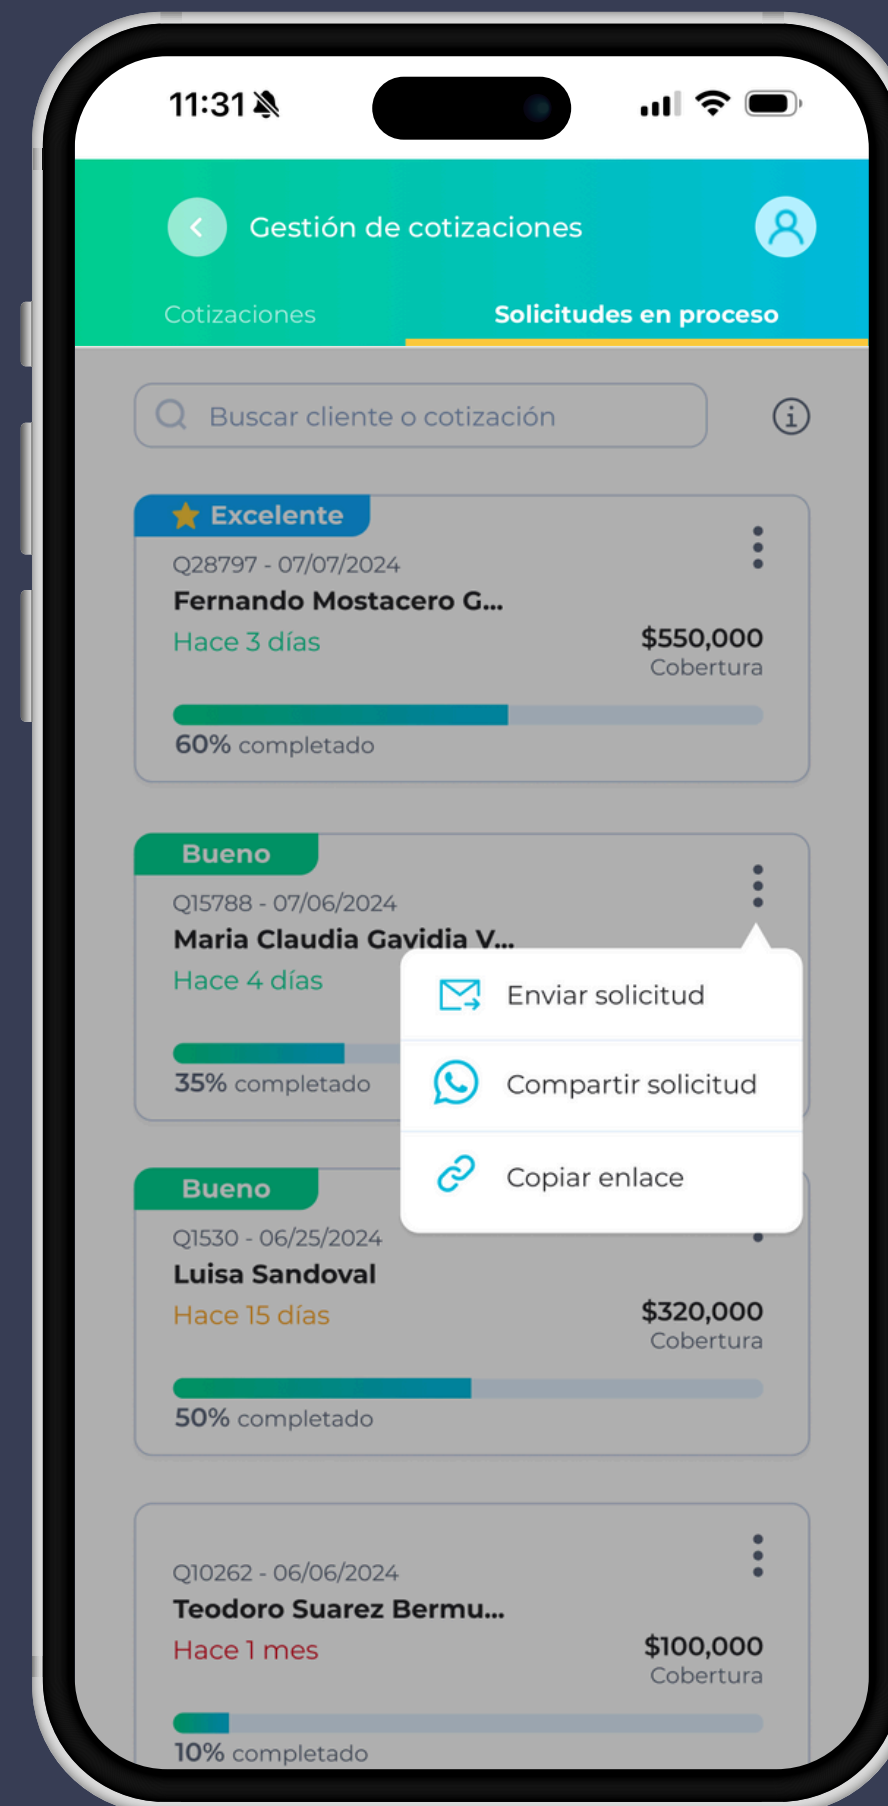 11:31
Gestión de cotizaciones
Cotizaciones
Solicitudes en proceso
Buscar cliente o cotización
Excelente
Q28797 - 07/07/2024
Fernando Mostacero G...
Hace 3 días
$550,000
Cobertura
60% completado
Bueno
Q15788 - 07/06/2024
Maria Claudia Gavidia V...
Hace 4 días
35% completado
Enviar solicitud
Compartir solicitud
Copiar enlace
Bueno
Q1530 - 06/25/2024
Luisa Sandoval
Hace 15 días
$320,000
Cobertura
50% completado
Q10262 - 06/06/2024
Teodoro Suarez Bermu...
Hace 1 mes
$100,000
Cobertura
10% completado